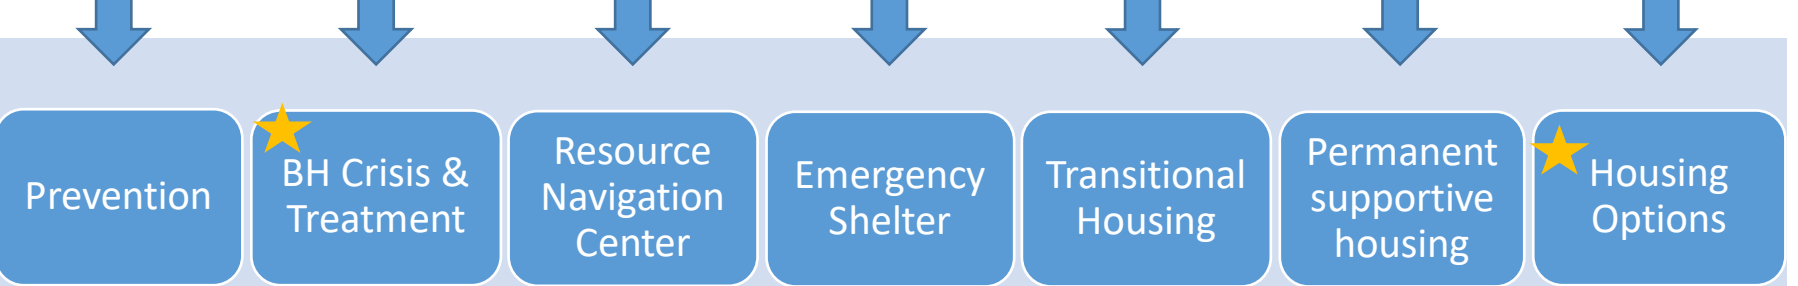 Prevention
BH Crisis &
Treatment
Resource
Navigation
Center
Emergency
Shelter
Transitional
Housing
Permanent
supportive
housing
Housing
Options